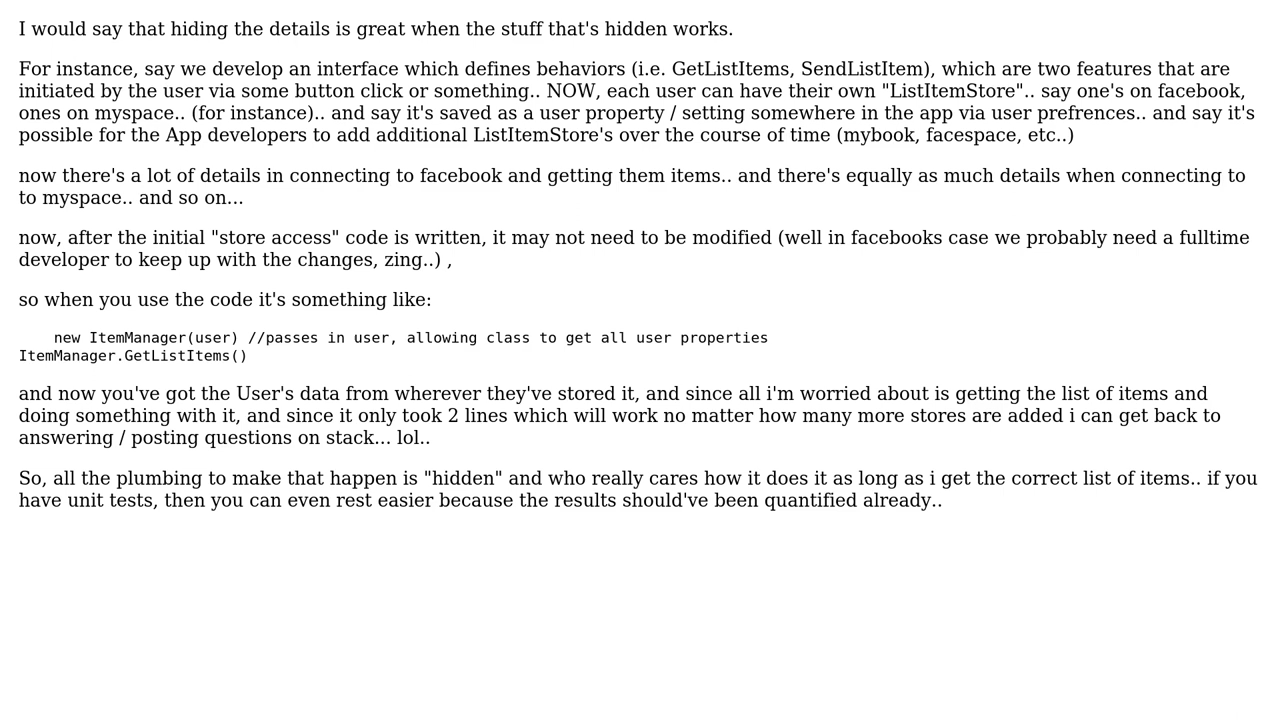 I would say that hiding the details is great when the stuff that's hidden works.
For instance, say we develop an interface which defines behaviors (i.e. GetListItems, SendListItem), which are two features that are
initiated by the user via some button click or something.. NOW, each user can have their own "ListItemStore".. say one's on facebook,
ones on myspace.. (for instance).. and say it's saved as a user property / setting somewhere in the app via user prefrences.. and say it's
possible for the App developers to add additional ListItemStore's over the course of time (mybook, facespace, etc..)
now there's a lot of details in connecting to facebook and getting them items.. and there's equally as much details when connecting to
to myspace.. and so on...
now, after the initial "store access" code is written, it may not need to be modified (well in facebooks case we probably need a fulltime
developer to keep up with the changes, zing..) ,
so when you use the code it's something like:
    new ItemManager(user) //passes in user, allowing class to get all user properties
ItemManager.GetListItems()
and now you've got the User's data from wherever they've stored it, and since all i'm worried about is getting the list of items and
doing something with it, and since it only took 2 lines which will work no matter how many more stores are added i can get back to
answering / posting questions on stack... lol..
So, all the plumbing to make that happen is "hidden" and who really cares how it does it as long as i get the correct list of items.. if you
have unit tests, then you can even rest easier because the results should've been quantified already..